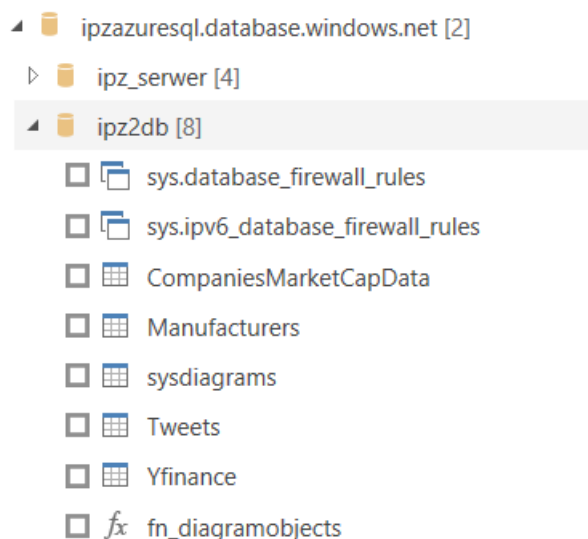 ipzazuresql.database.windows.net [2]
ipz_serwer [4]
ipz2db [8]
sys.database_firewall_rules
sys.ipv6_database_firewall_rules
CompaniesMarketCapData
Manufacturers
sysdiagrams
Tweets
Yfinance
fx fn_diagramobjects